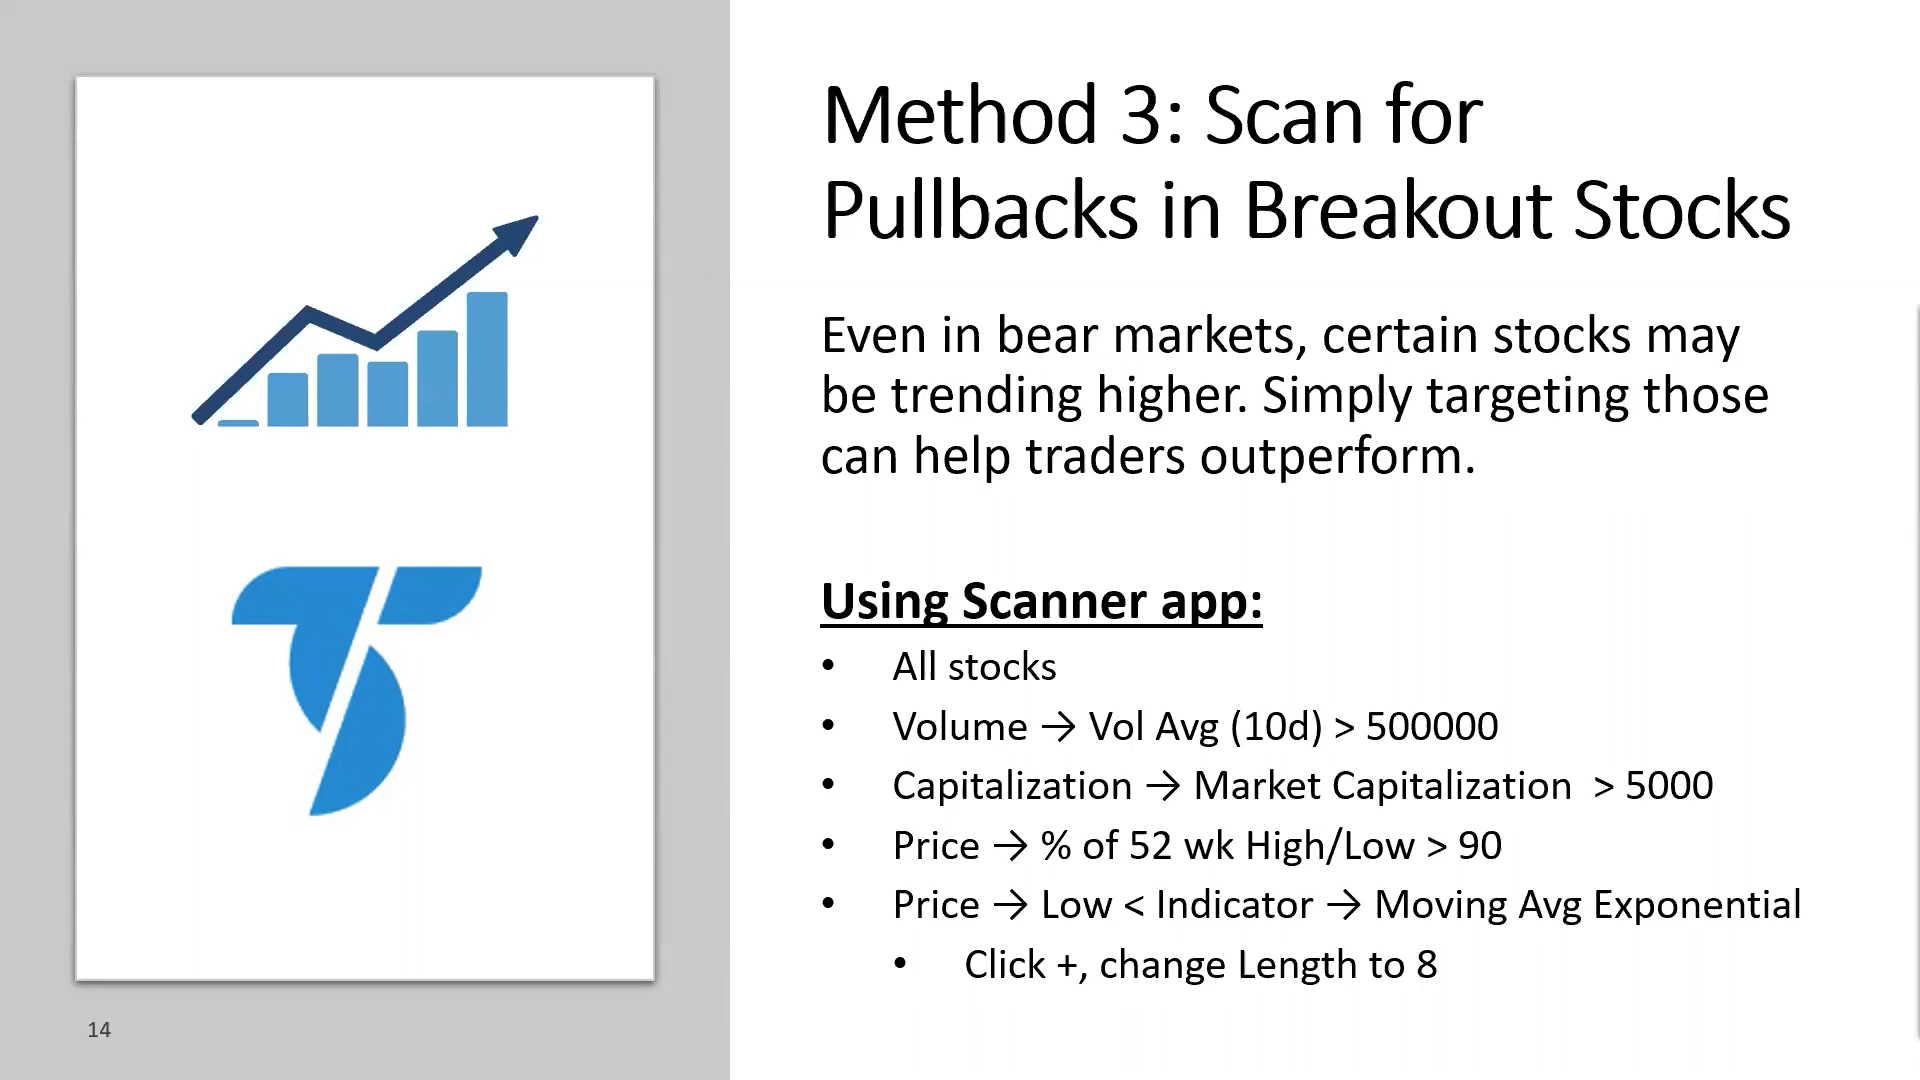 Method 3: Scan for
Pullbacks in Breakout Stocks
Even in bear markets, certain stocks may
be trending higher. Simply targeting those
can help traders outperform.
Using Scanner app:
• All stocks
• Volume → Vol Avg (10d) > 500000
• Capitalization → Market Capitalization  > 5000
• Price → % of 52 wk High/Low > 90
• Price → Low < Indicator → Moving Avg Exponential
• Click +, change Length to 8
14